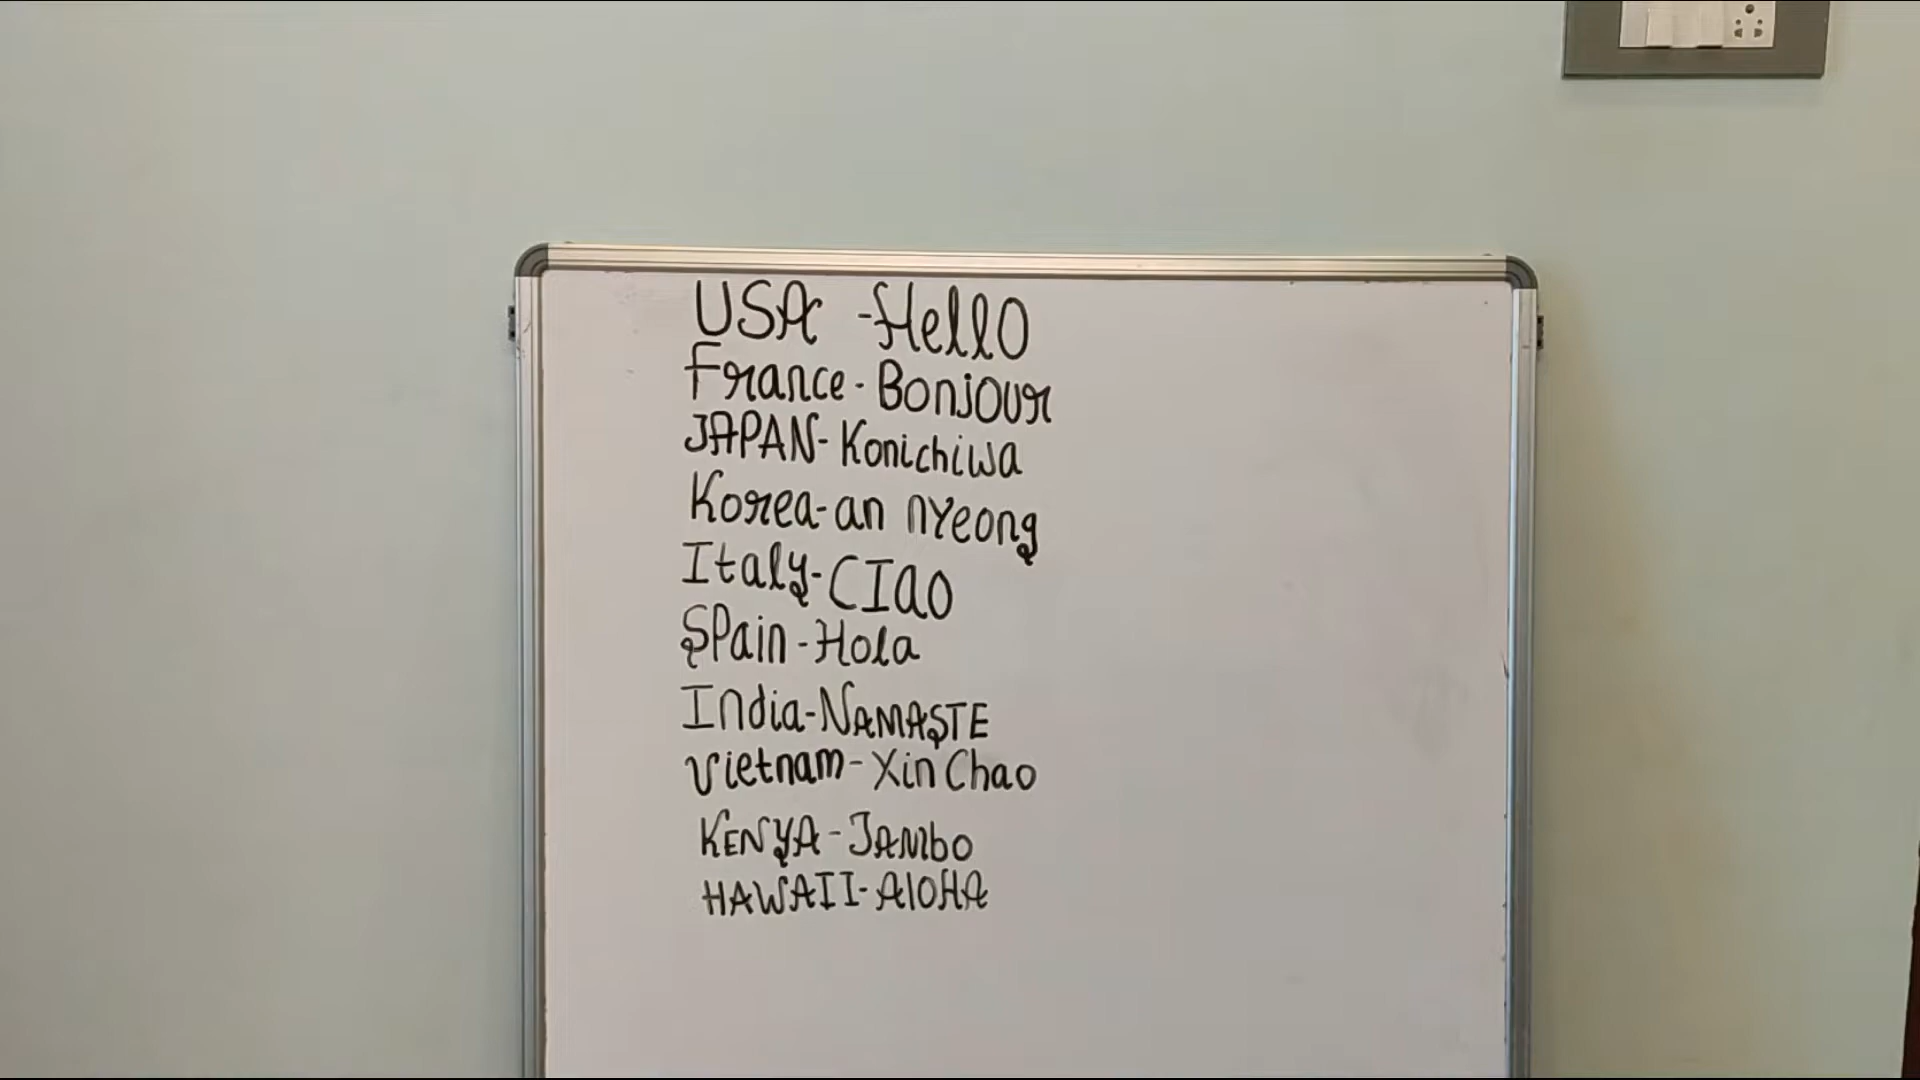 USA -Hello
France - Bonjour
JAPAN- Konichiwa
Korea- an nyeong
Italy- CIao
SPain - Hola
India- NAMASTE
Vietnam - Xin Chao
KENYA - JAMbo
HAWAII- AlOHA